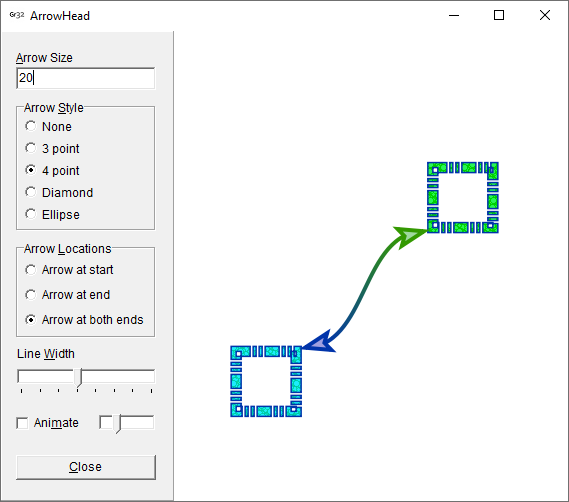 Gr32 ArrowHead
Arrow Size
20
Arrow Style
None
3 point
4 point
Diamond
Ellipse
Arrow Locations
Arrow at start
Arrow at end
Arrow at both ends
Line Width
Animate
Close